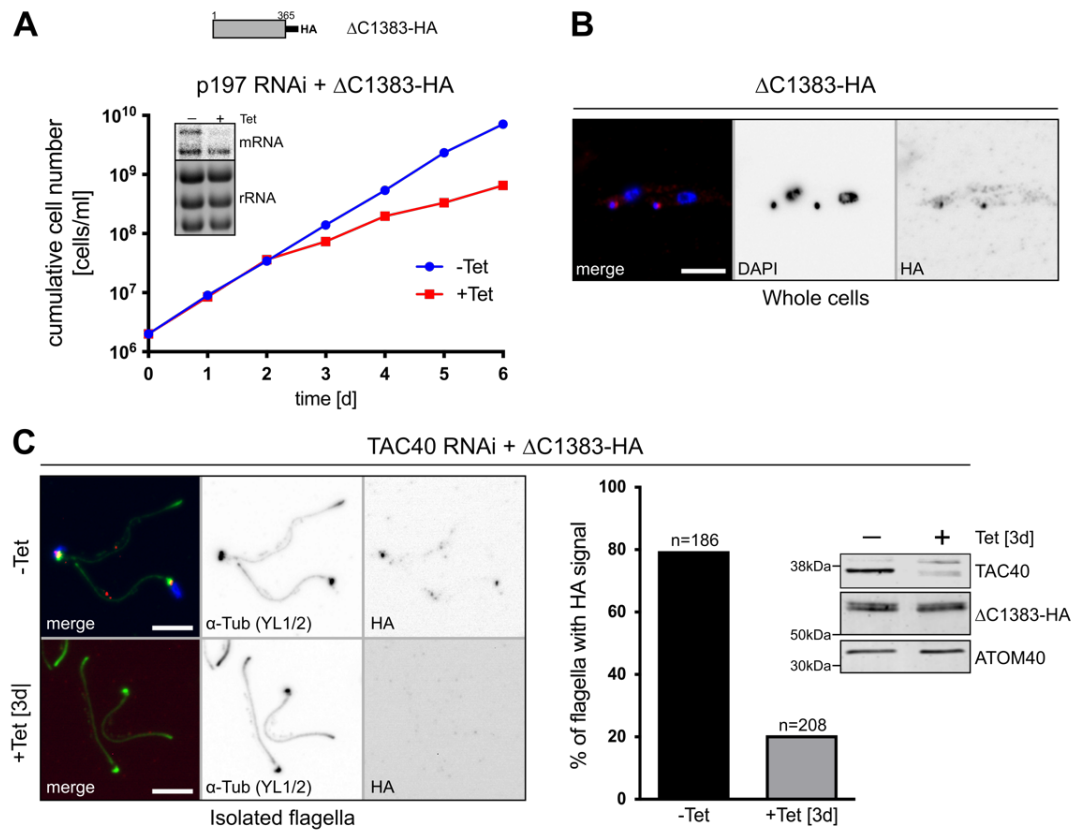 A
1 365
HA
ΔC1383-HA
p197 RNAi + ΔC1383-HA
cumulative cell number
[cells/ml]
10¹⁰
10⁹
10⁸
10⁷
10⁶
– + Tet
mRNA
rRNA
-Tet
+Tet
0 1 2 3 4 5 6
time [d]
B
ΔC1383-HA
merge
DAPI
HA
Whole cells
C
TAC40 RNAi + ΔC1383-HA
-Tet
merge
α-Tub (YL1/2)
HA
+Tet [3d]
merge
α-Tub (YL1/2)
HA
Isolated flagella
% of flagella with HA signal
100
80
60
40
20
0
n=186
n=208
-Tet
+Tet [3d]
– + Tet [3d]
38kDa
TAC40
ΔC1383-HA
50kDa
30kDa
ATOM40